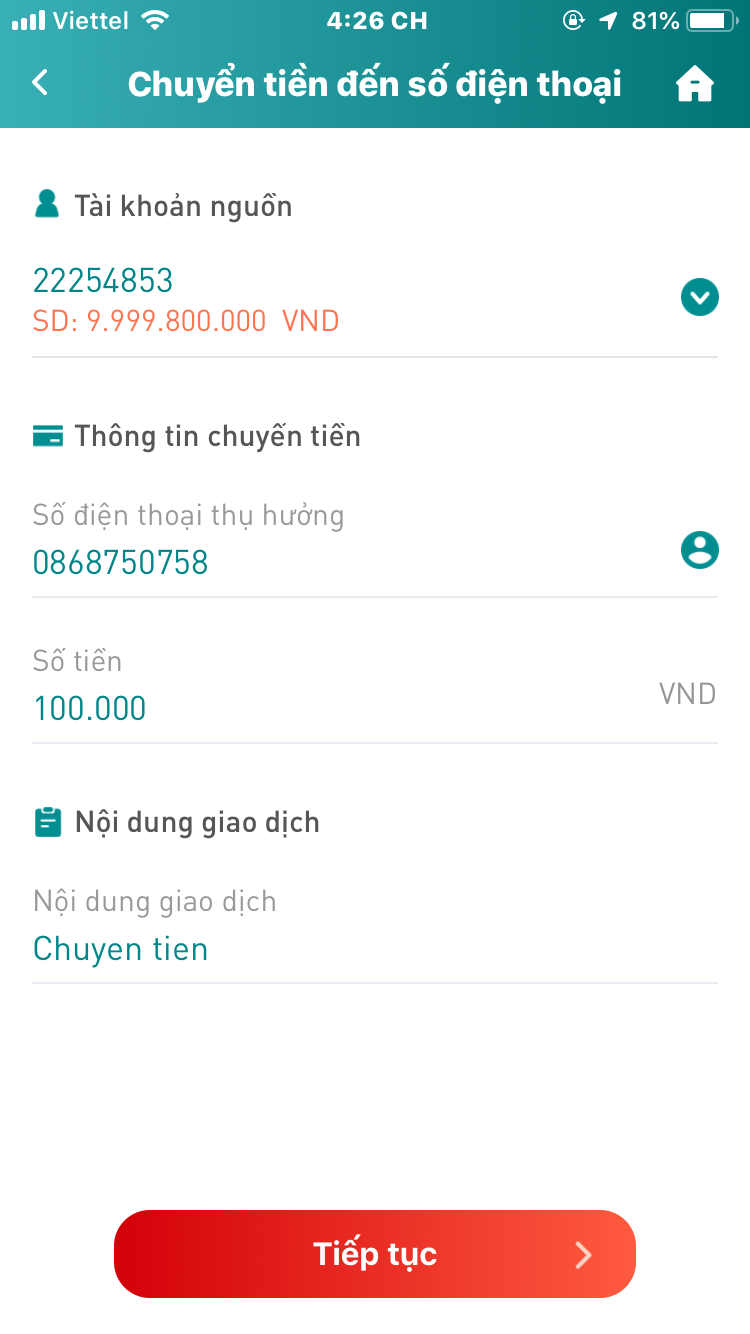 Viettel 4:26 CH 81%
Chuyển tiền đến số điện thoại
Tài khoản nguồn
22254853
SD: 9.999.800.000 VND
Thông tin chuyển tiền
Số điện thoại thụ hưởng
0868750758
Số tiền
100.000 VND
Nội dung giao dịch
Nội dung giao dịch
Chuyen tien
Tiếp tục